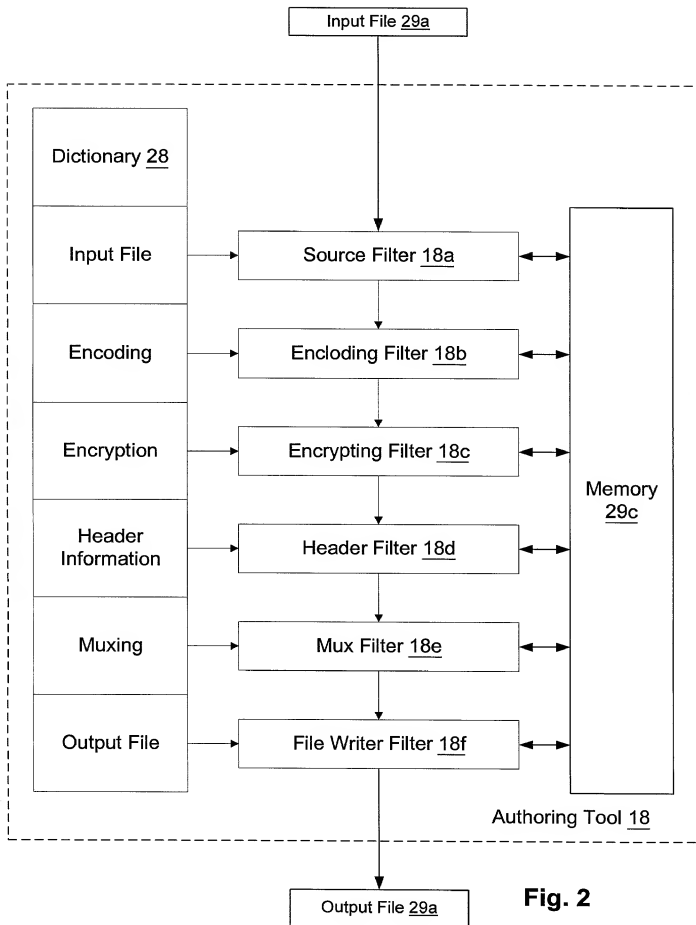 Input File 29a
Dictionary 28
Input File
Source Filter 18a
Encoding
Encloding Filter 18b
Encryption
Encrypting Filter 18c
Memory
29c
Header
Information
Header Filter 18d
Muxing
Mux Filter 18e
Output File
File Writer Filter 18f
Authoring Tool 18
Output File 29a
Fig. 2